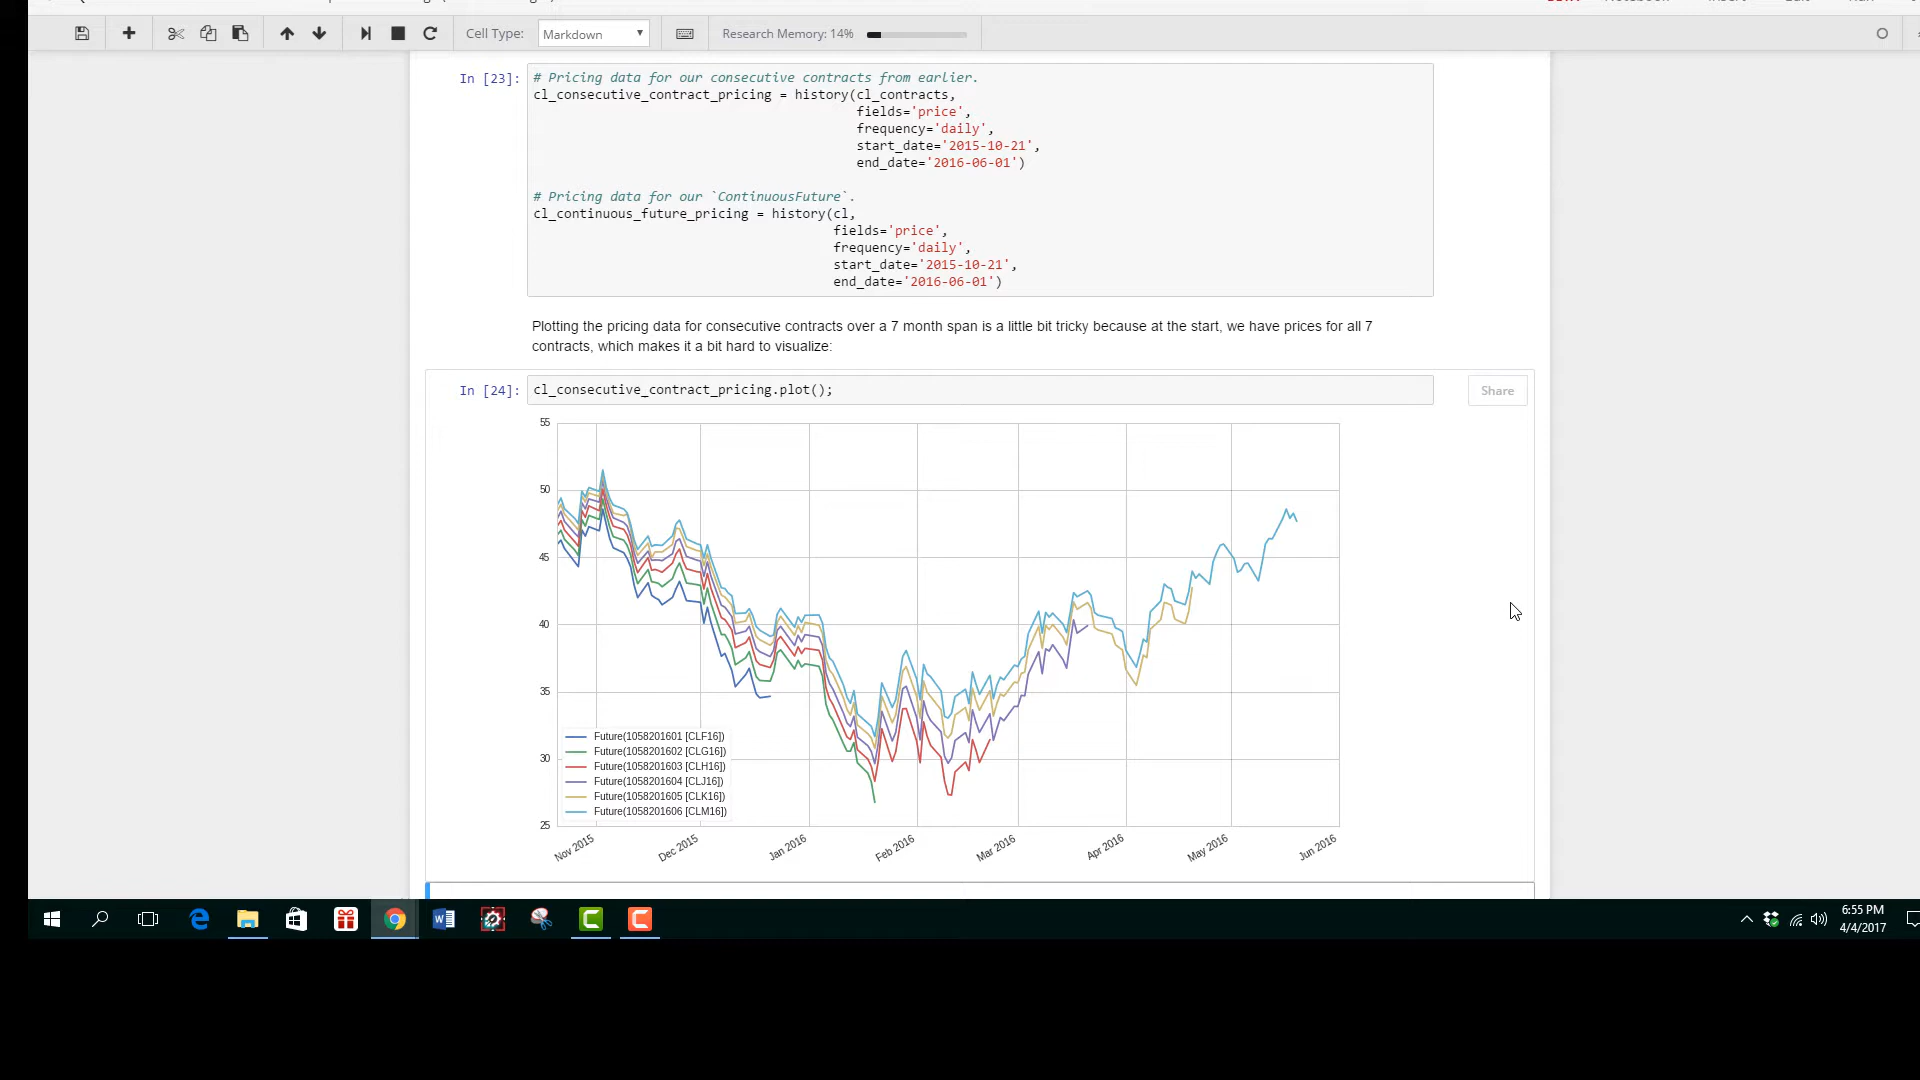 Cell Type: Markdown Research Memory: 14%
In [23]: # Pricing data for our consecutive contracts from earlier.
cl_consecutive_contract_pricing = history(cl_contracts,
fields='price',
frequency='daily',
start_date='2015-10-21',
end_date='2016-06-01')
# Pricing data for our `ContinuousFuture`.
cl_continuous_future_pricing = history(cl,
fields='price',
frequency='daily',
start_date='2015-10-21',
end_date='2016-06-01')
Plotting the pricing data for consecutive contracts over a 7 month span is a little bit tricky because at the start, we have prices for all 7
contracts, which makes it a bit hard to visualize:
In [24]: cl_consecutive_contract_pricing.plot();
Share
55
50
45
40
35
30
25
Future(1058201601 [CLF16])
Future(1058201602 [CLG16])
Future(1058201603 [CLH16])
Future(1058201604 [CLJ16])
Future(1058201605 [CLK16])
Future(1058201606 [CLM16])
Nov 2015
Dec 2015
Jan 2016
Feb 2016
Mar 2016
Apr 2016
May 2016
Jun 2016
6:55 PM
4/4/2017